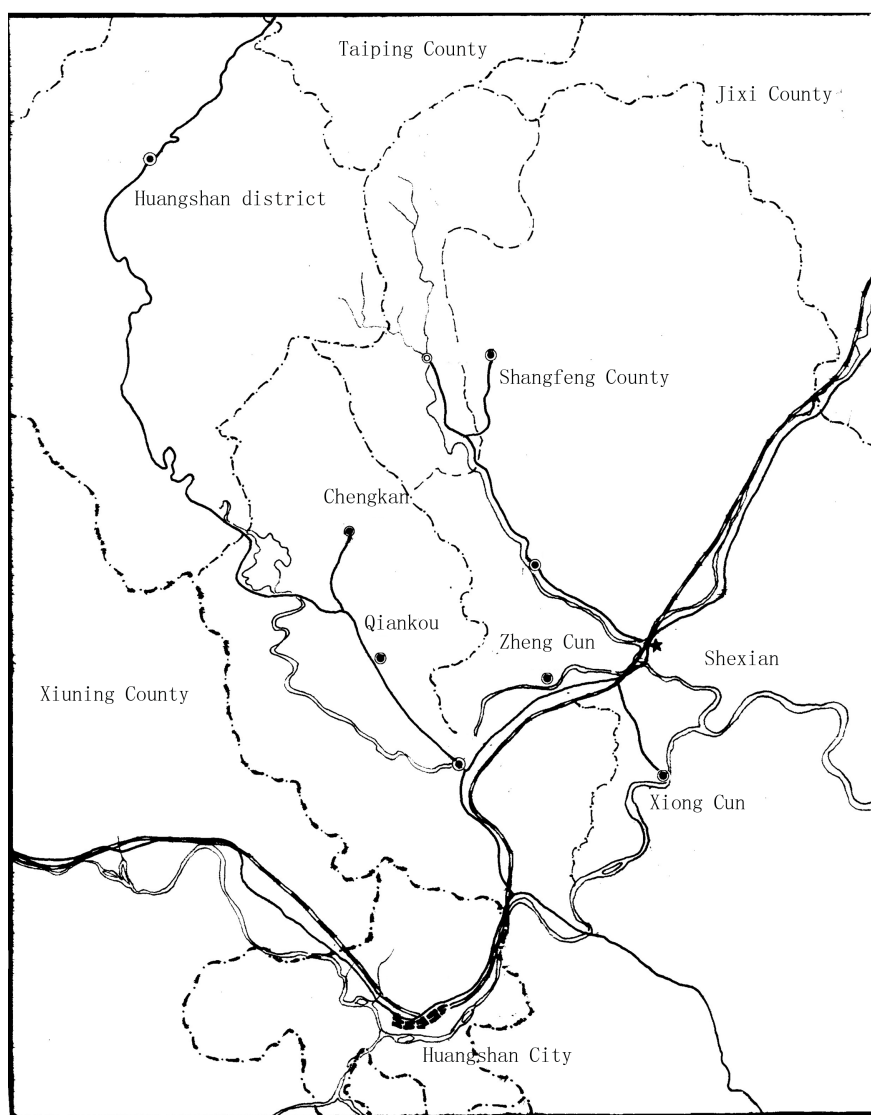 Taiping County
Jixi County
Huangshan district
Shangfeng County
Chengkan
Qiankou
Zheng Cun
Shexian
Xiuning County
Xiong Cun
Huangshan City